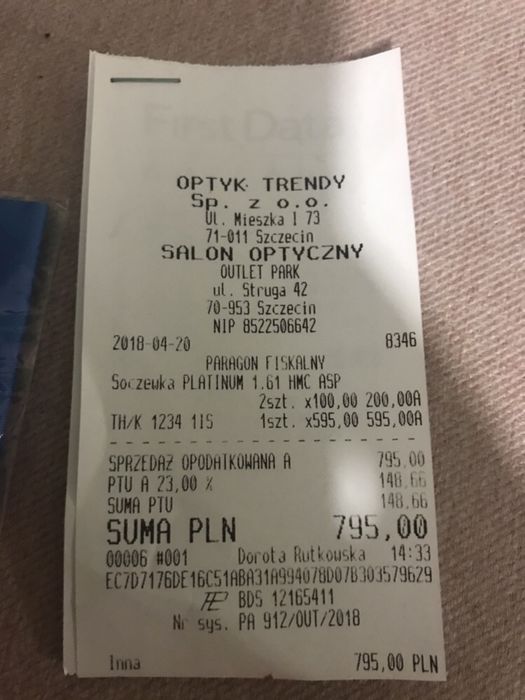 OPTYK TRENDY
Sp. z o.o.
Ul. Mieszka I 73
71-011 Szczecin
SALON OPTYCZNY
OUTLET PARK
ul. Struga 42
70-953 Szczecin
NIP 8522506642
2018-04-20 8346
PARAGON FISKALNY
Soczewka PLATINUM 1.61 HMC ASP
2szt. x100,00 200,00A
TH/K 1234 11S 1szt. x595,00 595,00A
SPRZEDAŻ OPODATKOWANA A 795,00
PTU A 23,00 % 148,66
SUMA PTU 148,66
SUMA PLN 795,00
00006 #001 Dorota Rutkowska 14:33
EC7D7176DE16C51ABA31A994078D07B303579629
BDS 12165411
Nr sys. PA 912/OUT/2018
Inna 795,00 PLN